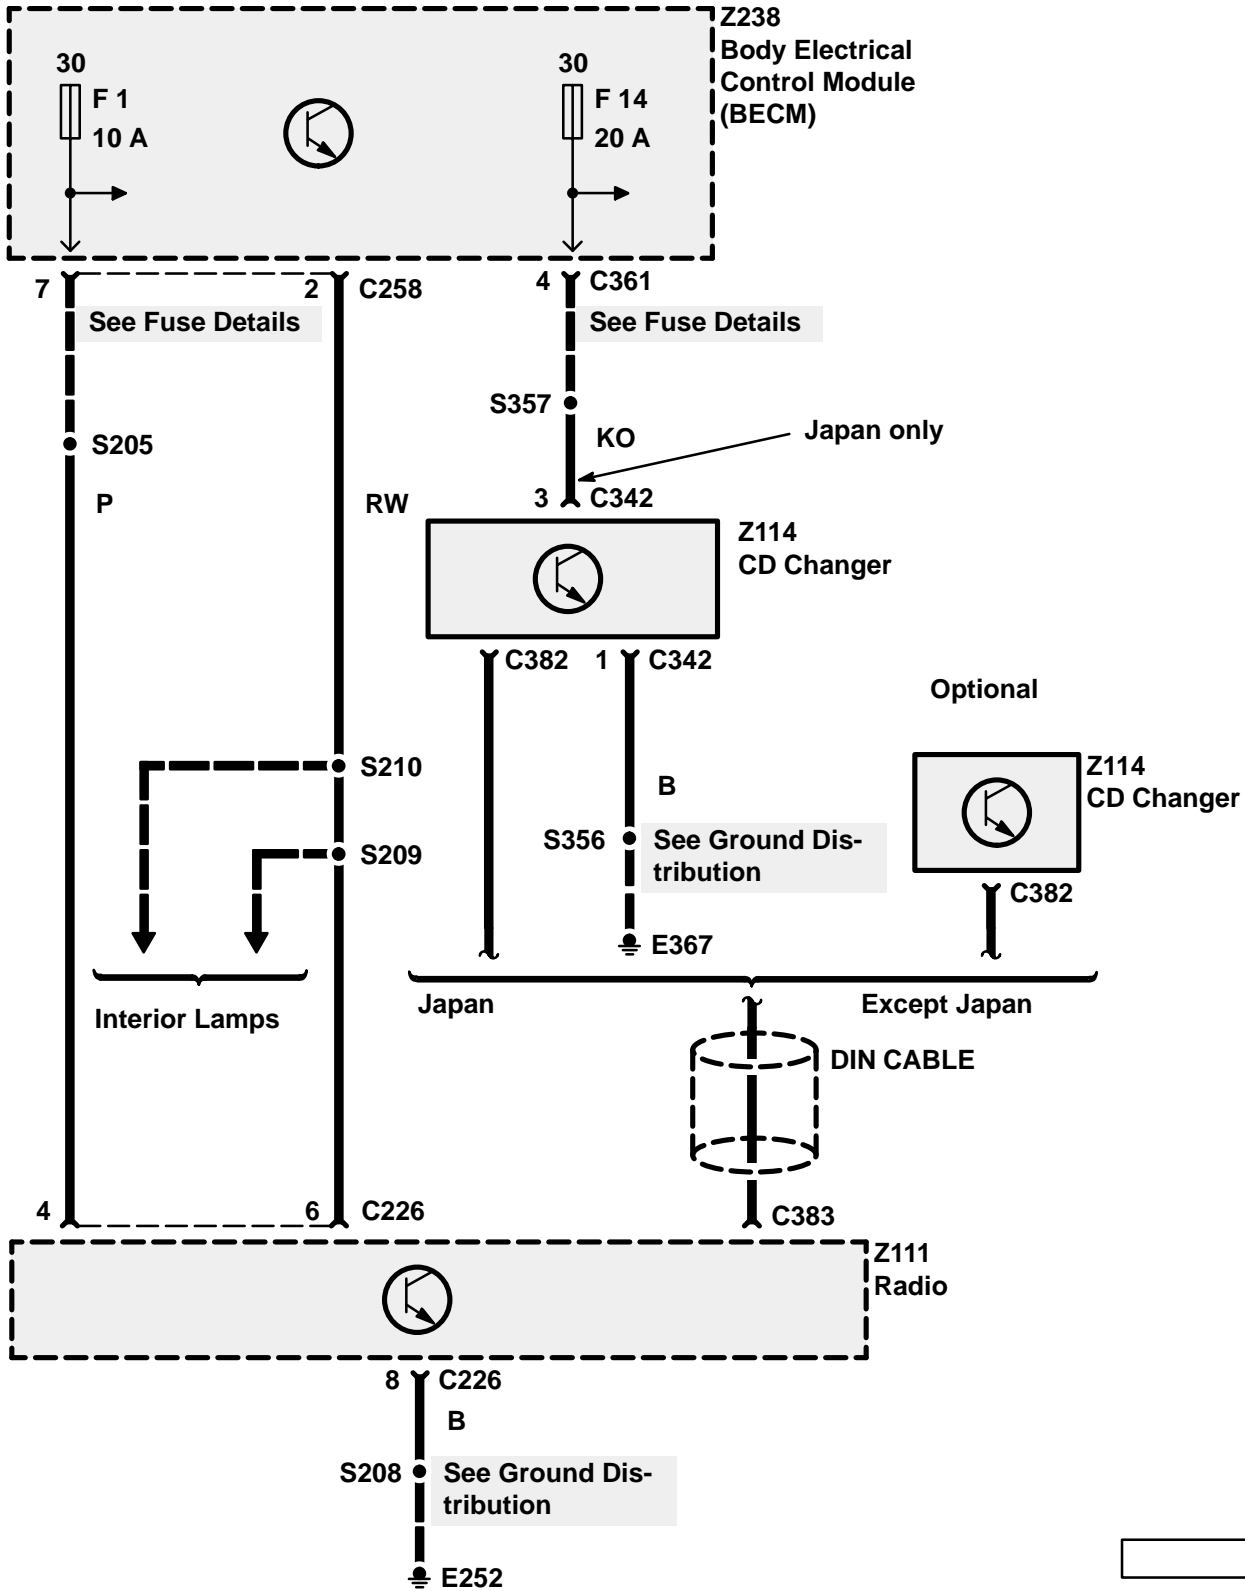 Z238
Body Electrical
Control Module
(BECM)
30
F 1
10 A
30
F 14
20 A
7
2
C258
4
C361
See Fuse Details
See Fuse Details
S357
KO
Japan only
S205
P
RW
3
C342
Z114
CD Changer
C382
1
C342
Optional
S210
B
Z114
CD Changer
S356
See Ground Dis-
tribution
S209
C382
E367
Japan
Except Japan
Interior Lamps
DIN CABLE
4
6
C226
C383
Z111
Radio
8
C226
B
S208
See Ground Dis-
tribution
E252